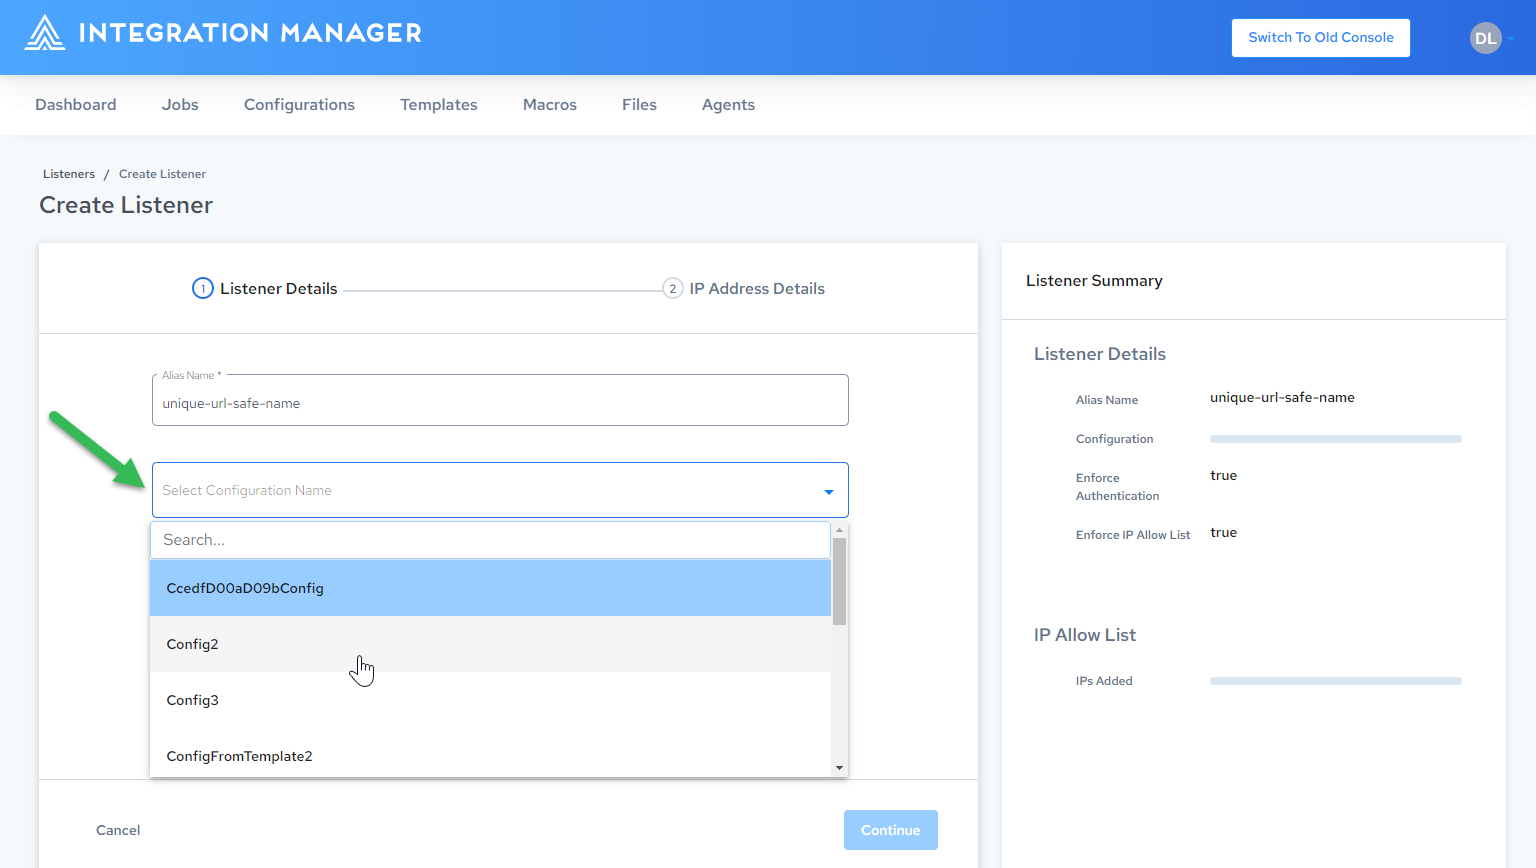 INTEGRATION MANAGER
Switch To Old Console
DL
Dashboard Jobs Configurations Templates Macros Files Agents
Listeners / Create Listener
Create Listener
1 Listener Details
2 IP Address Details
Alias Name *
unique-url-safe-name
Select Configuration Name
Search...
CcedfD00aD09bConfig
Config2
Config3
ConfigFromTemplate2
Cancel
Continue
Listener Summary
Listener Details
Alias Name unique-url-safe-name
Configuration
Enforce true
Authentication
Enforce IP Allow List true
IP Allow List
IPs Added